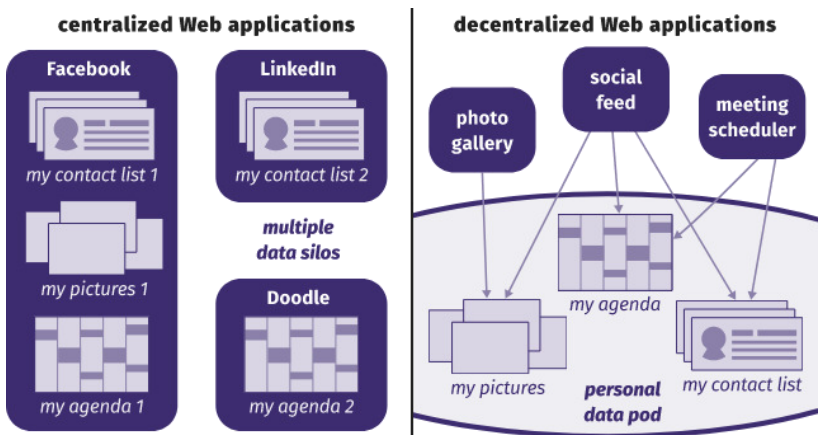 centralized Web applications
Facebook
my contact list 1
my pictures 1
my agenda 1
LinkedIn
my contact list 2
multiple
data silos
Doodle
my agenda 2
decentralized Web applications
photo
gallery
social
feed
meeting
scheduler
my agenda
my pictures
my contact list
personal
data pod